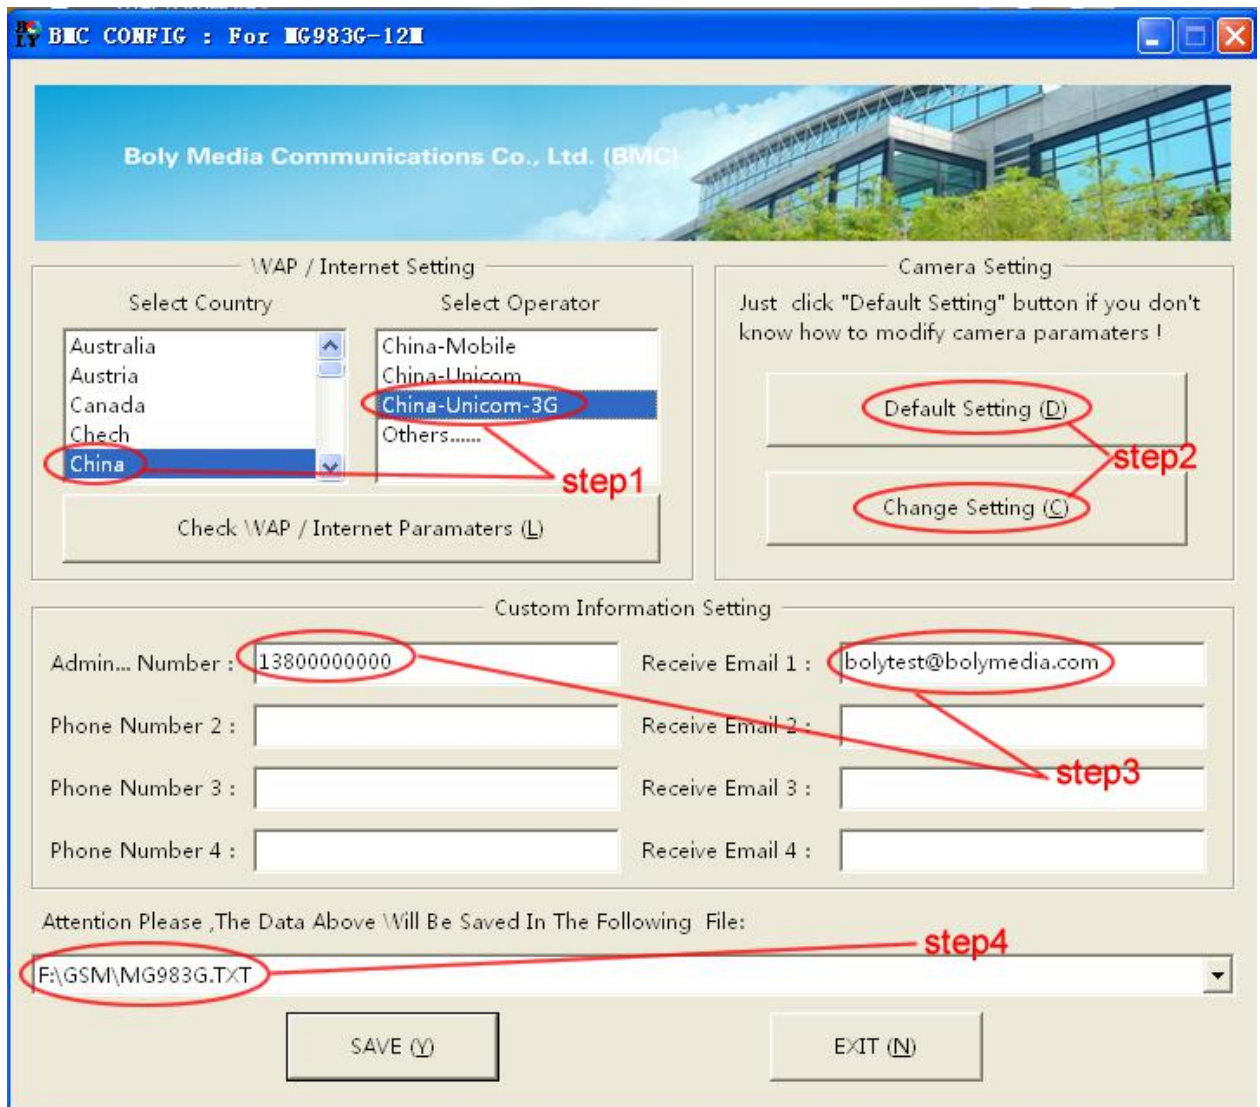 BMC CONFIG : For MG983G-12M
Boly Media Communications Co., Ltd. (BMC)
WAP / Internet Setting
Select Country
Select Operator
Australia
Austria
Canada
Chech
China
China-Mobile
China-Unicom
China-Unicom-3G
Others......
step1
Check WAP / Internet Paramaters (L)
Camera Setting
Just click "Default Setting" button if you don't
know how to modify camera paramaters !
Default Setting (D)
step2
Change Setting (C)
Custom Information Setting
Admin... Number : 13800000000
Receive Email 1 : bolytest@bolymedia.com
Phone Number 2 :
Receive Email 2 :
step3
Phone Number 3 :
Receive Email 3 :
Phone Number 4 :
Receive Email 4 :
Attention Please ,The Data Above Will Be Saved In The Following File:
step4
F:\GSM\MG983G.TXT
SAVE (Y)
EXIT (N)